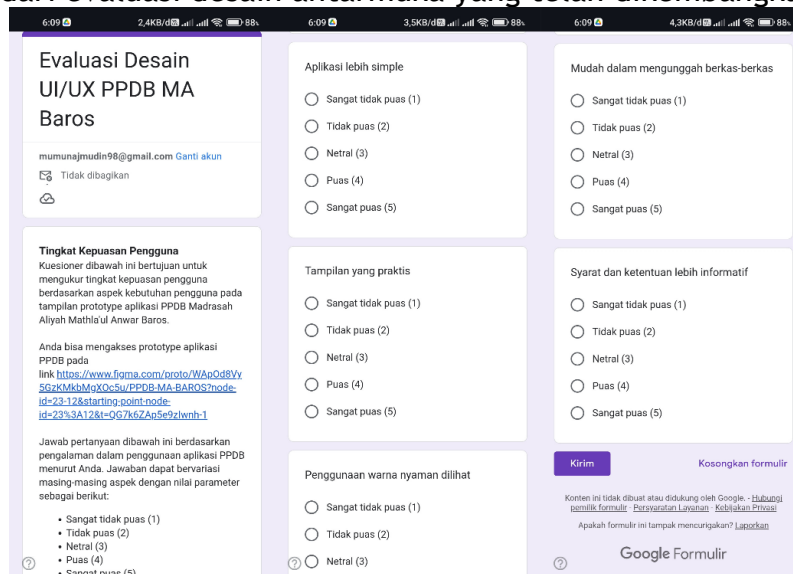 dari evaluasi desain antarmuka yang telah dikembangka
6:09
2,4KB/d
88%
Evaluasi Desain
UI/UX PPDB MA
Baros
mumunajmudin98@gmail.com Ganti akun
Tidak dibagikan
Tingkat Kepuasan Pengguna
Kuesioner dibawah ini bertujuan untuk
mengukur tingkat kepuasan pengguna
berdasarkan aspek kebutuhan pengguna pada
tampilan prototype aplikasi PPDB Madrasah
Aliyah Mathla'ul Anwar Baros.
Anda bisa mengakses prototype aplikasi
PPDB pada
link https://www.figma.com/proto/WApOd8Vy
5GzKMkbMgXOc5u/PPDB-MA-BAROS?node-
id=23-12&starting-point-node-
id=23%3A12&t=QG7k6ZAp5e9zIwnh-1
Jawab pertanyaan dibawah ini berdasarkan
pengalaman dalam penggunaan aplikasi PPDB
menurut Anda. Jawaban dapat bervariasi
masing-masing aspek dengan nilai parameter
sebagai berikut:
• Sangat tidak puas (1)
• Tidak puas (2)
• Netral (3)
• Puas (4)
• Sangat puas (5)
6:09
3,5KB/d
88%
Aplikasi lebih simple
Sangat tidak puas (1)
Tidak puas (2)
Netral (3)
Puas (4)
Sangat puas (5)
Tampilan yang praktis
Sangat tidak puas (1)
Tidak puas (2)
Netral (3)
Puas (4)
Sangat puas (5)
Penggunaan warna nyaman dilihat
Sangat tidak puas (1)
Tidak puas (2)
Netral (3)
6:09
4,3KB/d
88%
Mudah dalam mengunggah berkas-berkas
Sangat tidak puas (1)
Tidak puas (2)
Netral (3)
Puas (4)
Sangat puas (5)
Syarat dan ketentuan lebih informatif
Sangat tidak puas (1)
Tidak puas (2)
Netral (3)
Puas (4)
Sangat puas (5)
Kirim
Kosongkan formulir
Konten ini tidak dibuat atau didukung oleh Google. - Hubungi
pemilik formulir - Persyaratan Layanan - Kebijakan Privasi
Apakah formulir ini tampak mencurigakan? Laporkan
Google Formulir